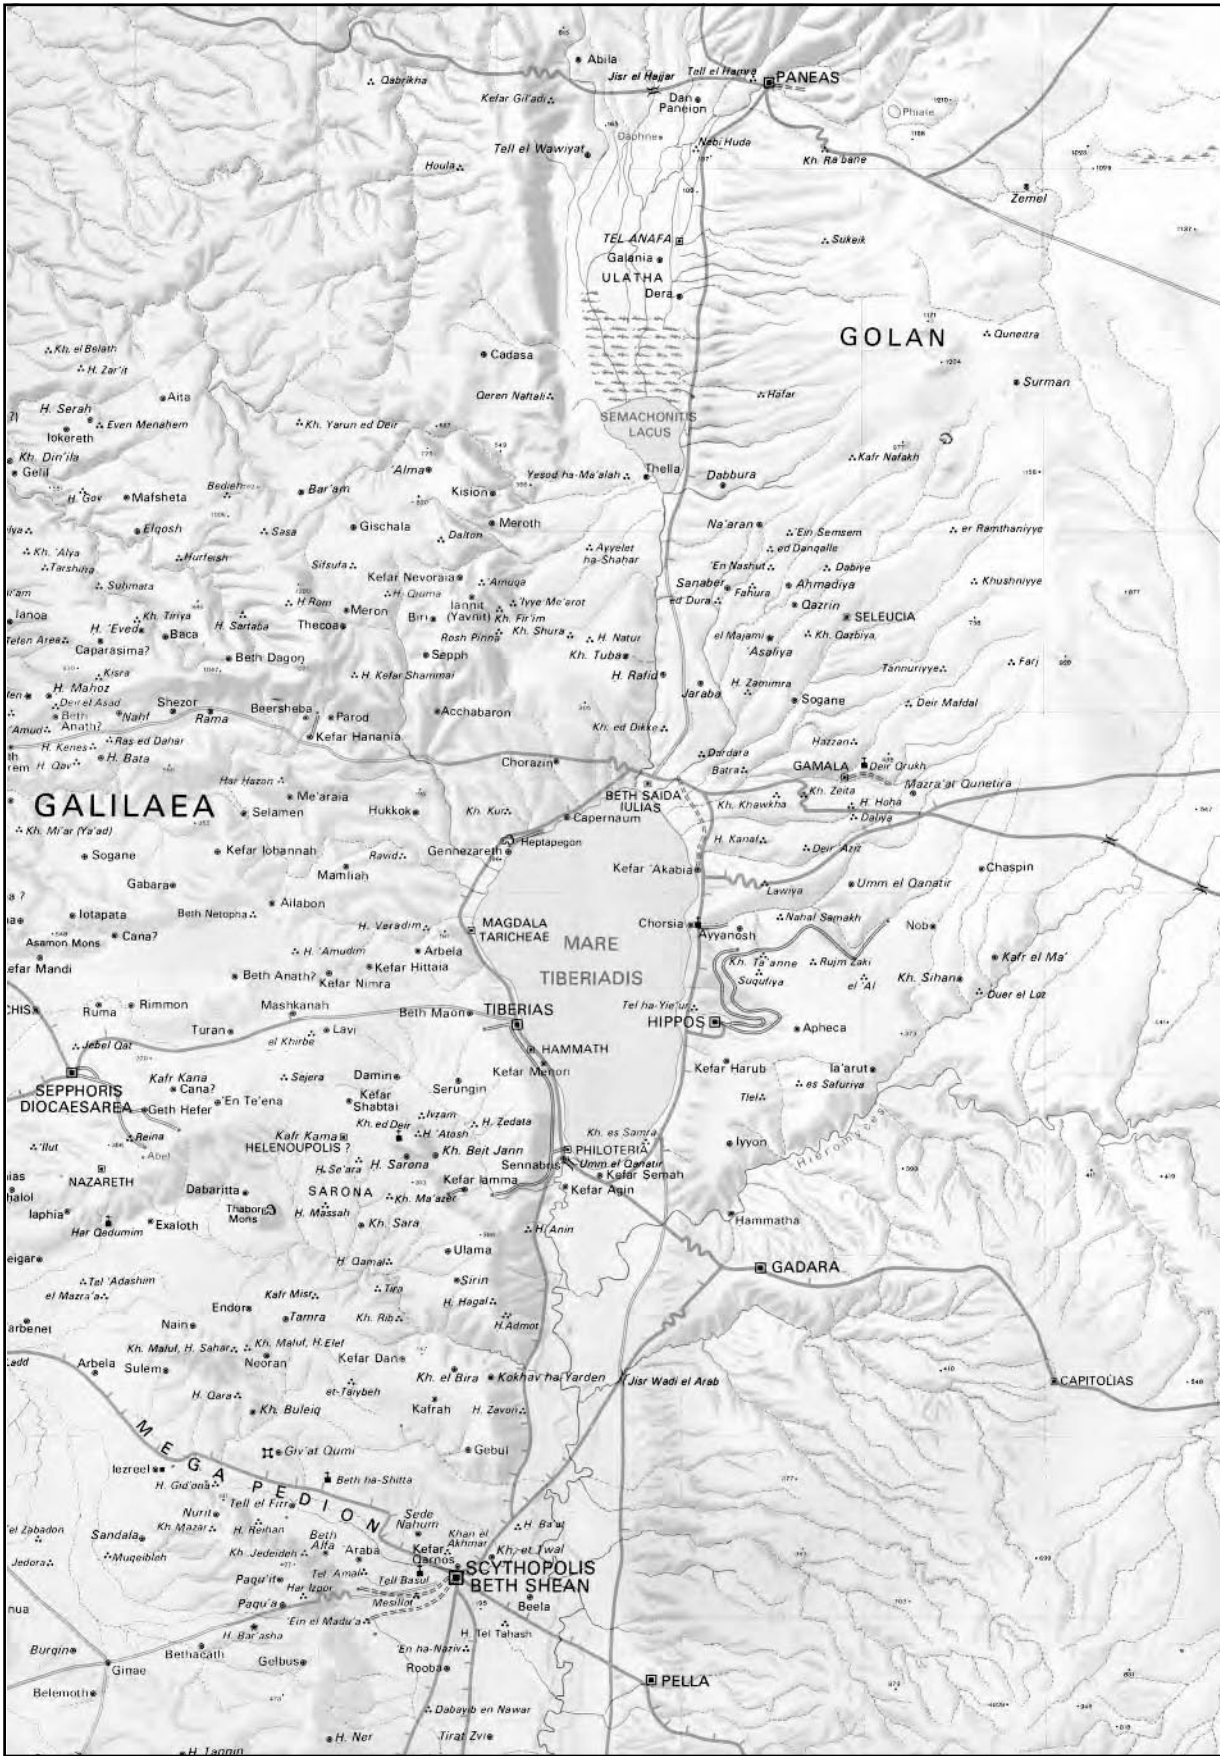 Abila
Jisr el Hajjar
Tell el Hamra
PANEAS
Qabrikha
Kefar Gil'adi
Dan
Paneion
Phiale
Daphne
Nebi Huda
Tell el Wawiyat
Kh. Ra'bane
Houla
Zemel
TEL ANAFA
Sukeik
Galania
ULATHA
Dera
GOLAN
Quneitra
Kh. el Belath
Cadasa
H. Zar'it
Surman
Aita
Qeren Naftali
Hafar
H. Serah
SEMACHONITIS
LACUS
Even Menahem
Kh. Yarun ed Deir
Iokereth
Kh. Din'ila
Kafr Nafakh
Gelil
'Alma
Yesod ha-Ma'alah
Thella
Dabbura
Bedieh
H. Gov
Mafsheta
Bar'am
Kision
Elqosh
Sasa
Gischala
Meroth
Na'aran
'Ein Semsem
er Ramthaniyye
Dalton
Kh. 'Alya
Hurfeish
Ayyelet
ha-Shahar
ed Danqalle
Tarshiha
Sifsufa
'En Nashut
Dabiye
Suhmata
Kefar Nevoraia
'Amuqa
Sanaber
Fahura
Ahmadiya
Khushniyye
H. Qiuma
ed Dura
Qazrin
H. Rom
Iannit
(Yavnit)
'Iyye Me'arot
Ianoa
Kh. Tiriya
H. Sartaba
Meron
Biri
Kh. Fir'im
SELEUCIA
H. 'Eved
Baca
Thecoa
Rosh Pinna
Kh. Shura
H. Natur
el Majami
Kh. Qazbiya
Tefen Area
Caparasima?
'Asaliya
Beth Dagon
Sepph
Kh. Tuba
Kisra
H. Kefar Shammai
H. Rafid
Tannuriyye
Farj
H. Mahoz
Jaraba
H. Zamimra
Deir el Asad
Shezor
Beersheba
Acchabaron
Sogane
Deir Mafdal
Beth
'Anath?
Nahf
Rama
Parod
Kh. ed Dikke
H. Kenes
Ras ed Dahar
Kefar Hanania
Hazzan
H. Qav
H. Bata
Dardara
Chorazin
Batra
GAMALA
Deir Qrukh
Har Hazon
BETH SAIDA
IULIAS
Mazra'at Qunetira
Me'araia
Kh. Khawkha
Kh. Zeita
H. Hoha
GALILAEA
Selamen
Hukkok
Kh. Kur
Capernaum
Daliya
Kh. Mi'ar (Ya'ad)
H. Kanaf
Heptapegon
Sogane
Kefar Iohannah
Ravid
Gennezareth
Deir 'Aziz
Mamliah
Kefar 'Akabia
Chaspin
Gabara
Lawiya
Umm el Qanatir
Ailabon
Iotapata
Beth Netopha
MAGDALA
TARICHEAE
Chorsia
Nahal Samakh
H. Veradim
Ayyanosh
Nob
Cana?
MARE
TIBERIADIS
Asamon Mons
H. 'Amudim
Arbela
Kh. Ta'anne
Rujm Zaki
Kafr el Ma'
Kefar Hittaia
Beth Anath?
Kefar Nimra
Suqufiya
el 'Al
Kh. Sihan
Duer el Loz
Ruma
Rimmon
Mashkanah
Beth Maon
TIBERIAS
Tel ha-Yie'ur
HIPPOS
Apheca
Turan
Lavi
el Khirbe
Jebel Qat
HAMMATH
Kefar Menori
Kefar Harub
Ia'arut
SEPPHORIS
DIOCAESAREA
Kafr Kana
Cana?
Sejera
Damin
Serungin
es Safuriya
'En Te'ena
Kefar
Shabtai
Tlel
Geth Hefer
Ivzam
Kh. ed Deir
H. 'Atosh
H. Zedata
Reina
Kafr Kama
HELENOUPOLIS ?
Kh. es Samra
'Ilut
Iyyon
Hieromyces
Abel
Kh. Beit Jann
PHILOTERIA
H. Se'ara
H. Sarona
Sennabris
Umm el Qanatir
NAZARETH
Kefar Iamma
Kefar Semah
Dabaritta
SARONA
Kh. Ma'azer
Kefar Agin
Iaphia
Thabor
Mons
H. Massah
Har Qedumim
Exaloth
Kh. Sara
H. 'Anin
Hammatha
Ulama
H. Qamal
GADARA
Tel 'Adashim
Sirin
el Mazra'a
Kafr Misr
Tira
H. Hagal
Endor
Nain
Tamra
Kh. Rib
H. Admot
Kh. Maluf, H. Sahar
Kh. Maluf, H. Elef
Neoran
Kefar Dan
Arbela
Sulem
Kh. el Bira
Kokhav ha-Yarden
Jisr Wadi el Arab
CAPITOLIAS
H. Qara
et-Taiybeh
Kh. Buleiq
Kafrah
H. Zavon
MEGA PEDION
Giv'at Qumi
Gebul
Iezreel
Beth ha-Shitta
H. Gid'ona
Tell el Firr
Nurit
Sede
Nahum
H. Ba'at
Sandala
Kh. Mazar
H. Reihan
Beth
Alfa
Khan el
Akhmar
Muqeibleh
Kh. Jedeideh
Araba
Kefar
Qarnos
Kh. et Twal
Jedora
Tel 'Amal
Tell Basul
SCYTHOPOLIS
BETH SHEAN
Paqu'it
Har Izpor
Paqu'a
Mesillot
Beela
'Ein el Madu'a
H. Bar'asha
H. Tel Tahash
Burqin
Bethacath
'En ha-Naziv
Ginae
Gelbus
Rooba
PELLA
Belemoth
Dabayib en Nawar
H. Ner
Tirat Zvi
H. Tannin